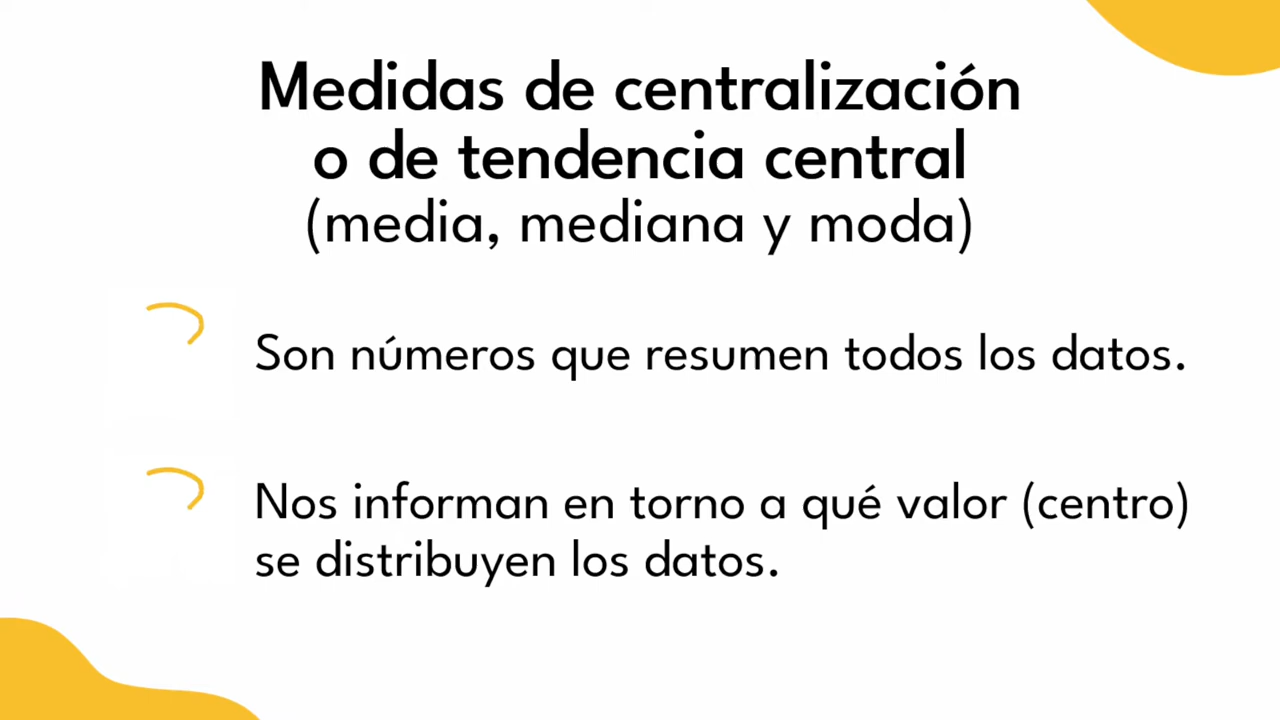 Medidas de centralización
o de tendencia central
(media, mediana y moda)
Son números que resumen todos los datos.
Nos informan en torno a qué valor (centro)
se distribuyen los datos.